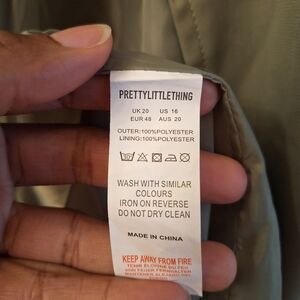 PRETTYLITTLETHING
UK 20 US 16
EUR 48 AUS 20
OUTER:100%POLYESTER
LINING:100%POLYESTER
WASH WITH SIMILAR
COLOURS
IRON ON REVERSE
DO NOT DRY CLEAN
MADE IN CHINA
KEEP AWAY FROM FIRE